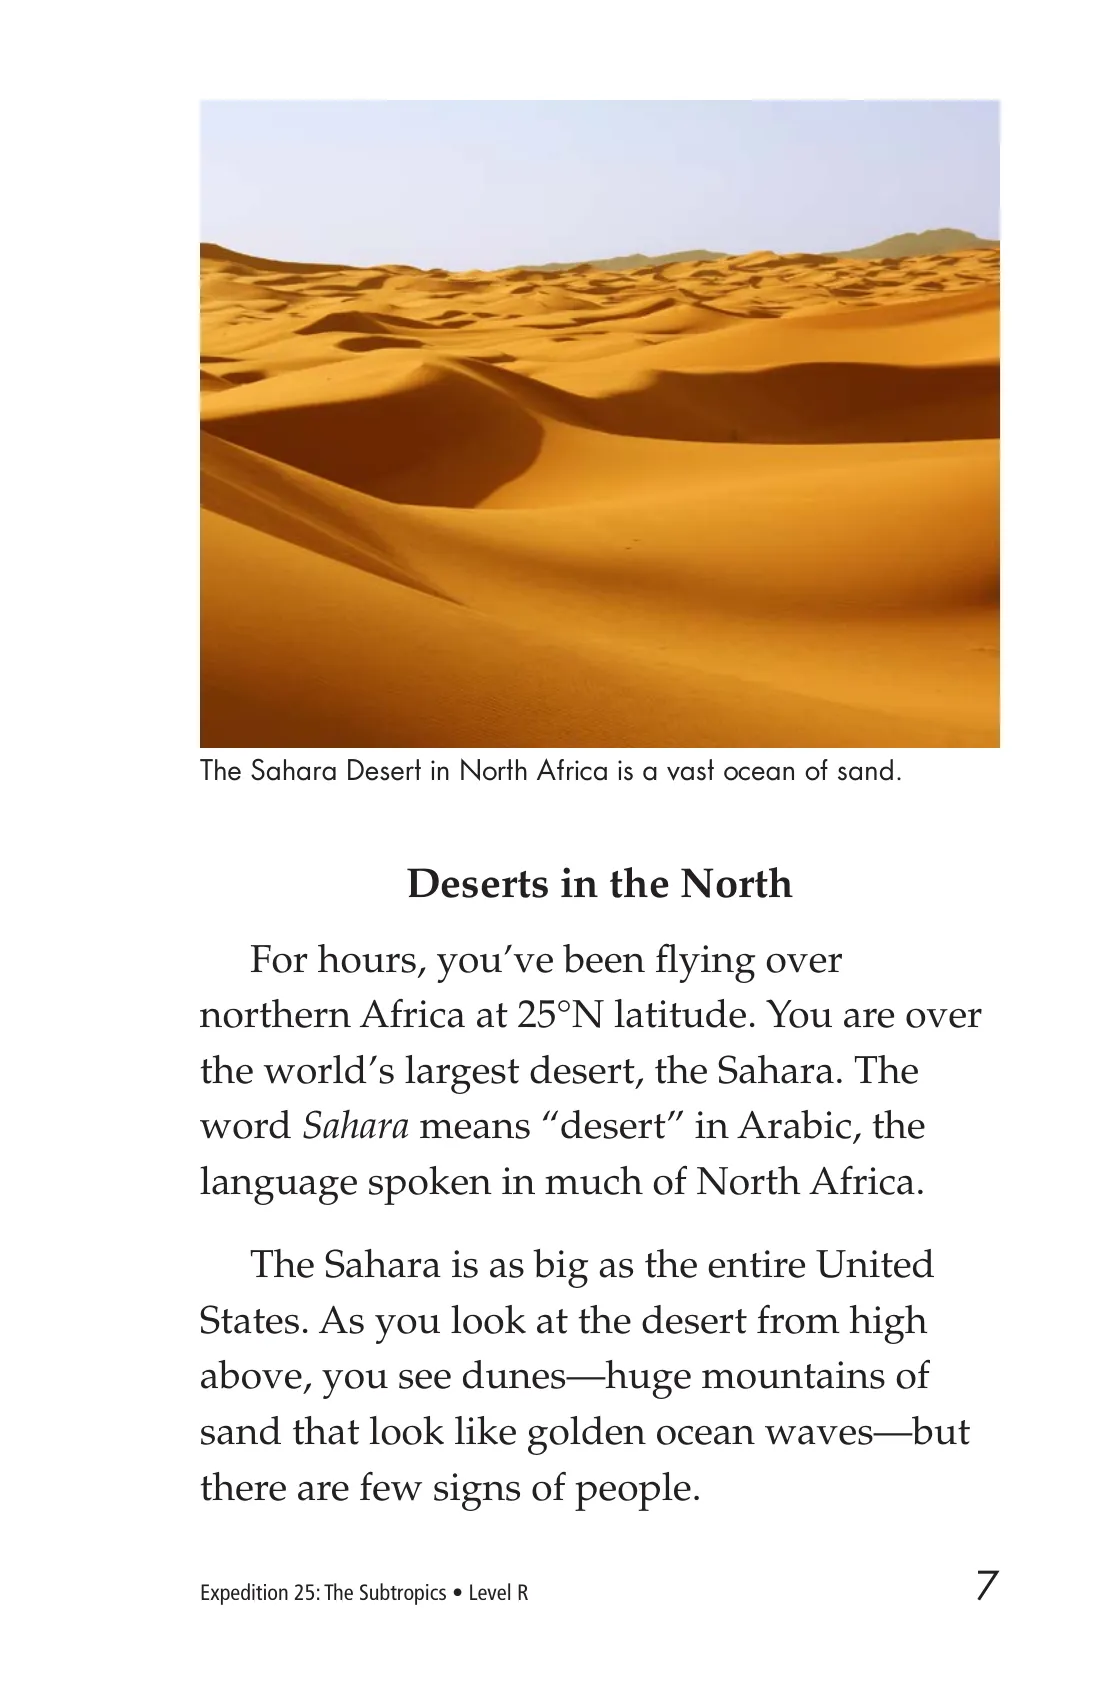 The Sahara Desert in North Africa is a vast ocean of sand.
Deserts in the North
For hours, you’ve been flying over
northern Africa at 25°N latitude. You are over
the world’s largest desert, the Sahara. The
word Sahara means “desert” in Arabic, the
language spoken in much of North Africa.
The Sahara is as big as the entire United
States. As you look at the desert from high
above, you see dunes—huge mountains of
sand that look like golden ocean waves—but
there are few signs of people.
Expedition 25: The Subtropics • Level R 7